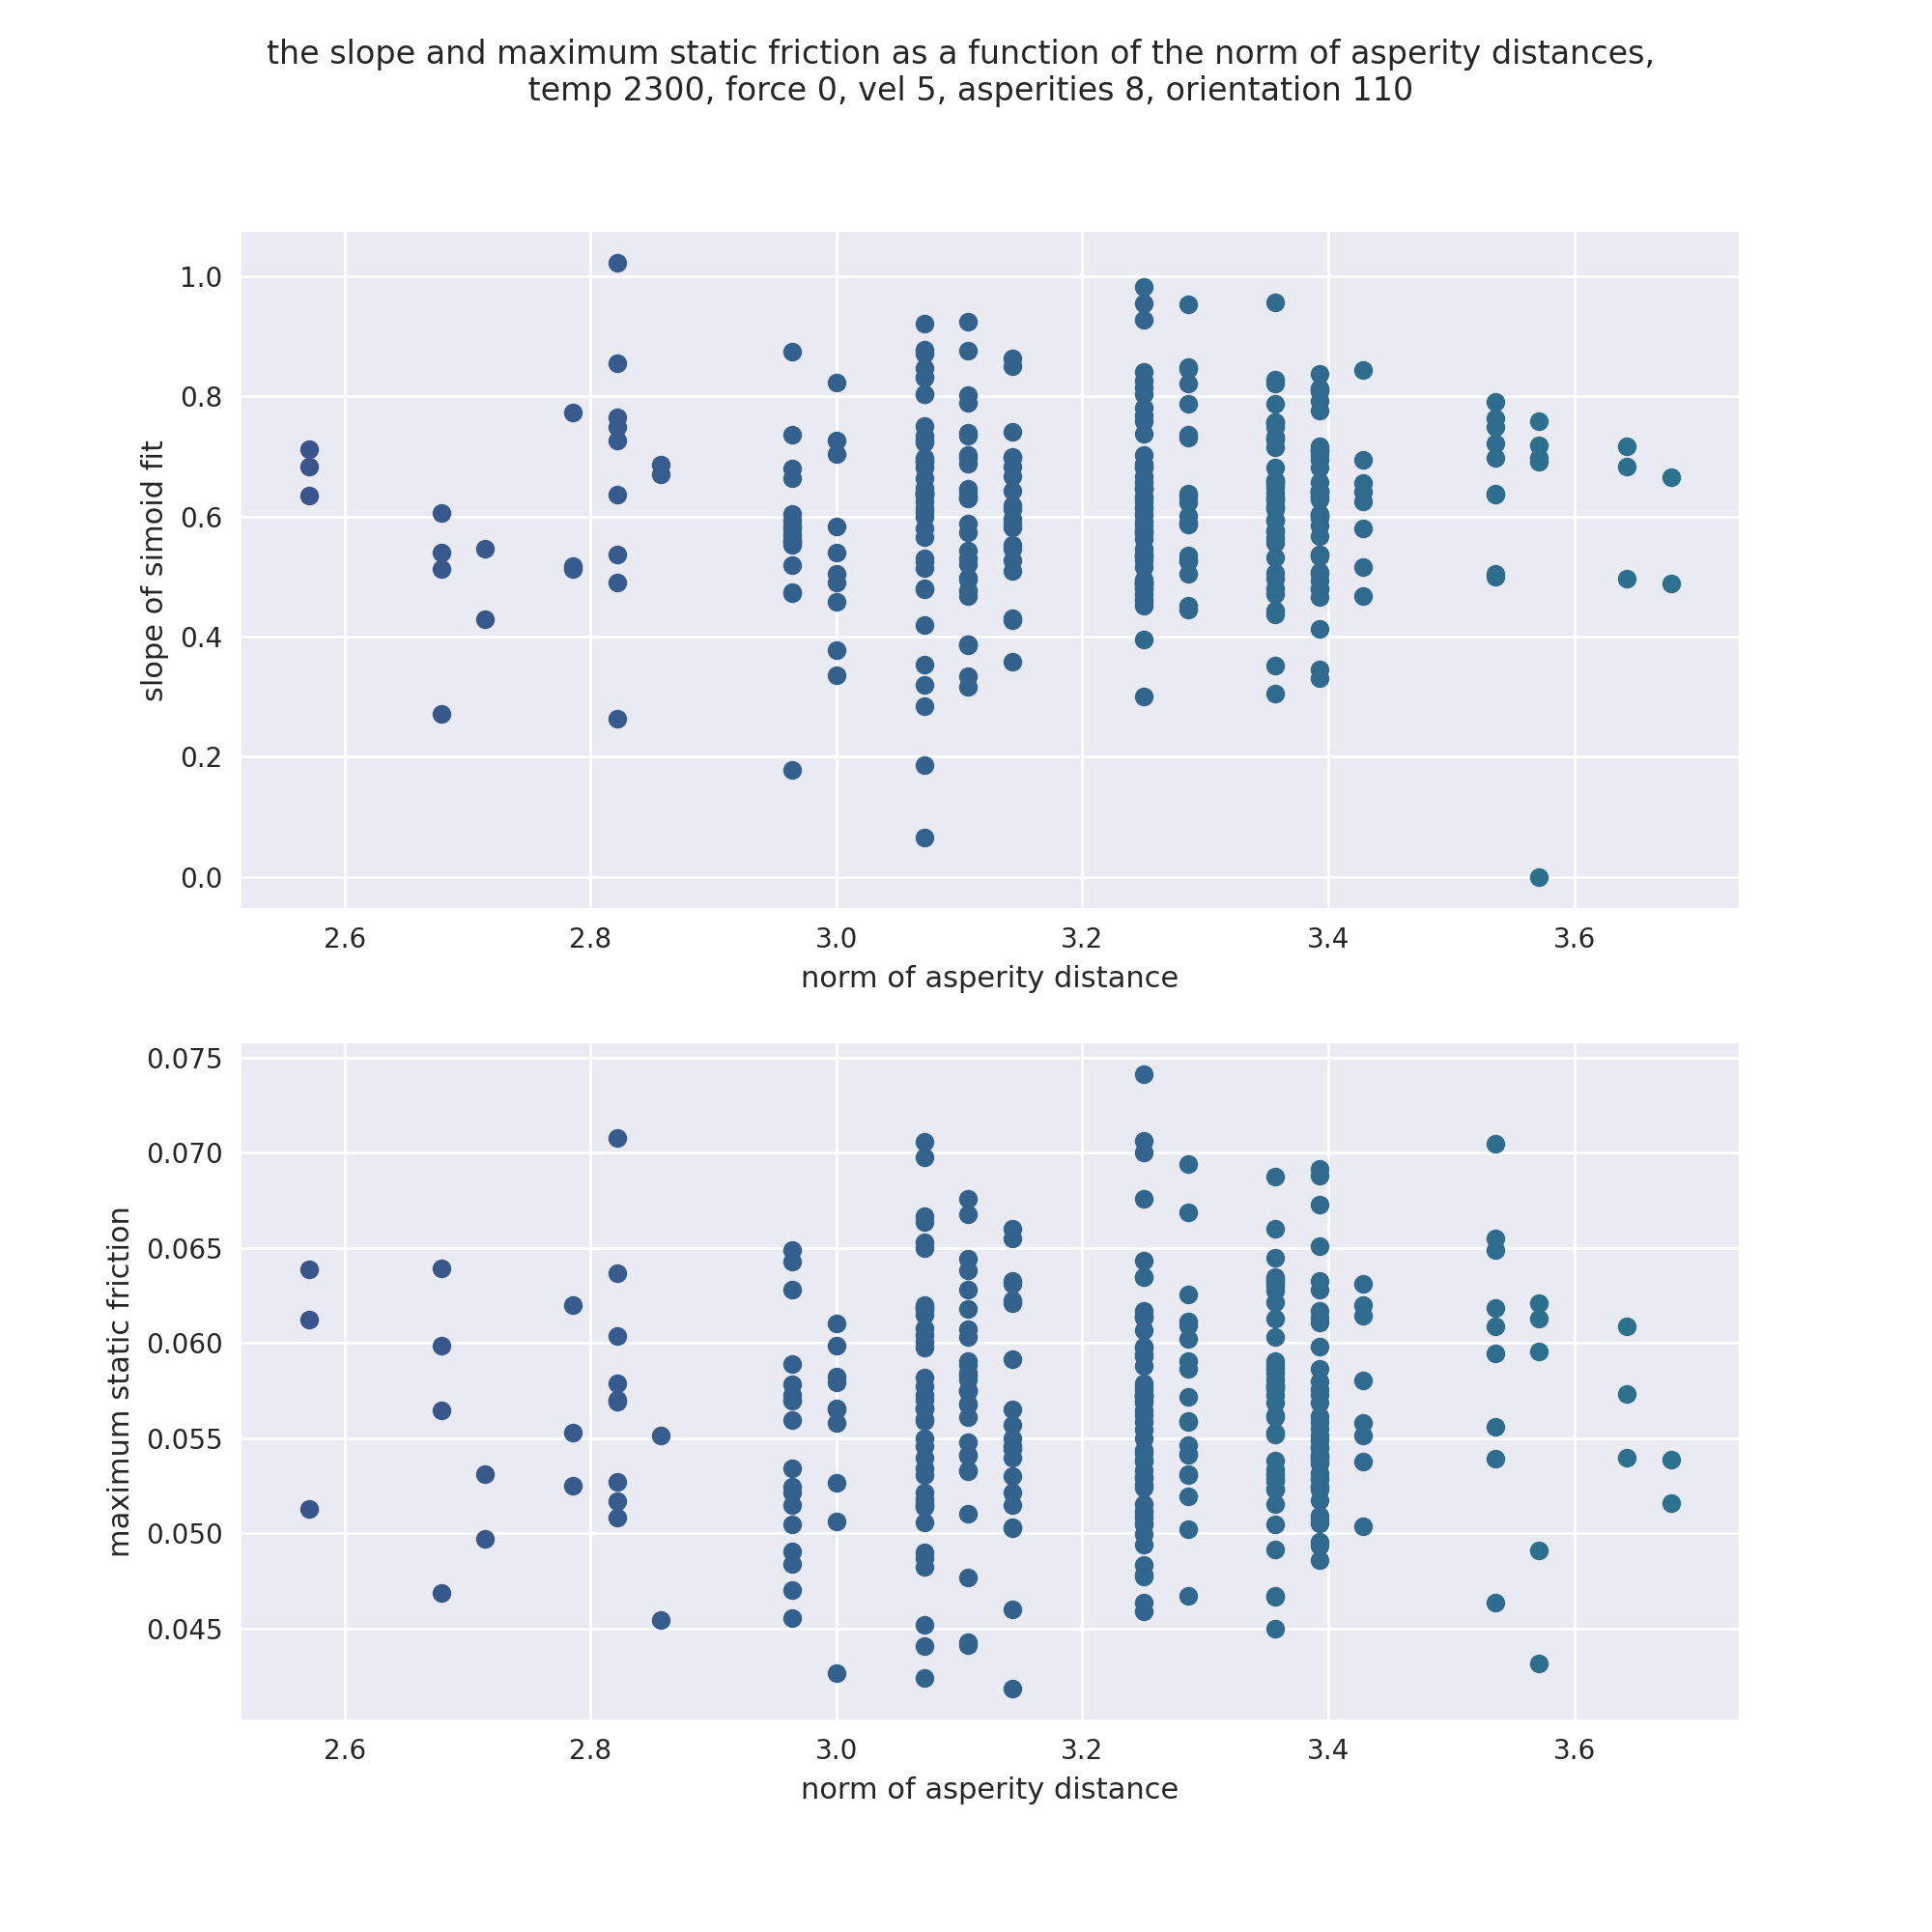 the slope and maximum static friction as a function of the norm of asperity distances,
temp 2300, force 0, vel 5, asperities 8, orientation 110
1.0
0.8
0.6
0.4
0.2
0.0
slope of simoid fit
2.6 2.8 3.0 3.2 3.4 3.6
norm of asperity distance
0.075
0.070
0.065
0.060
0.055
0.050
0.045
maximum static friction
2.6 2.8 3.0 3.2 3.4 3.6
norm of asperity distance